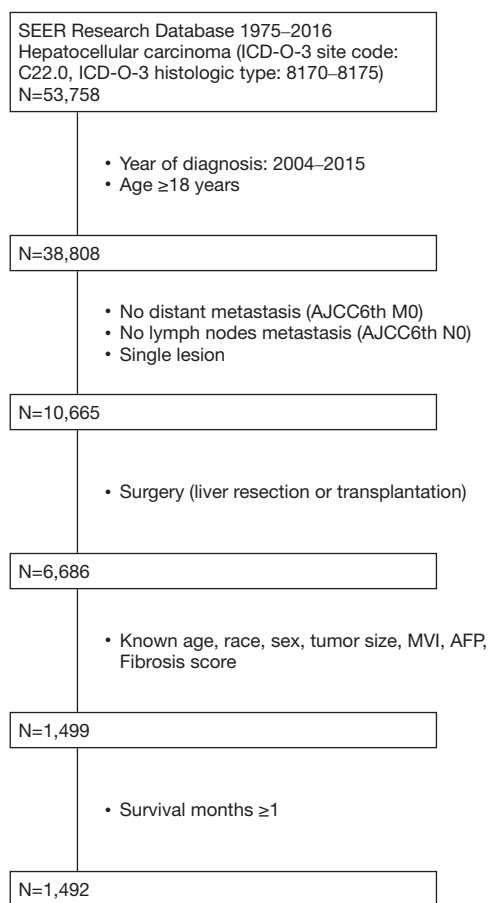 SEER Research Database 1975–2016
Hepatocellular carcinoma (ICD-O-3 site code:
C22.0, ICD-O-3 histologic type: 8170–8175)
N=53,758
• Year of diagnosis: 2004–2015
• Age ≥18 years
N=38,808
• No distant metastasis (AJCC6th M0)
• No lymph nodes metastasis (AJCC6th N0)
• Single lesion
N=10,665
• Surgery (liver resection or transplantation)
N=6,686
• Known age, race, sex, tumor size, MVI, AFP,
Fibrosis score
N=1,499
• Survival months ≥1
N=1,492